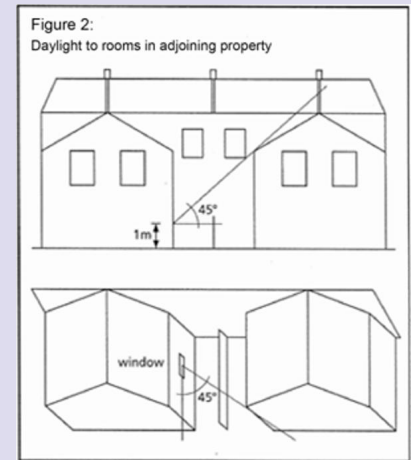 Figure 2:
Daylight to rooms in adjoining property
45°
1m
window
45°